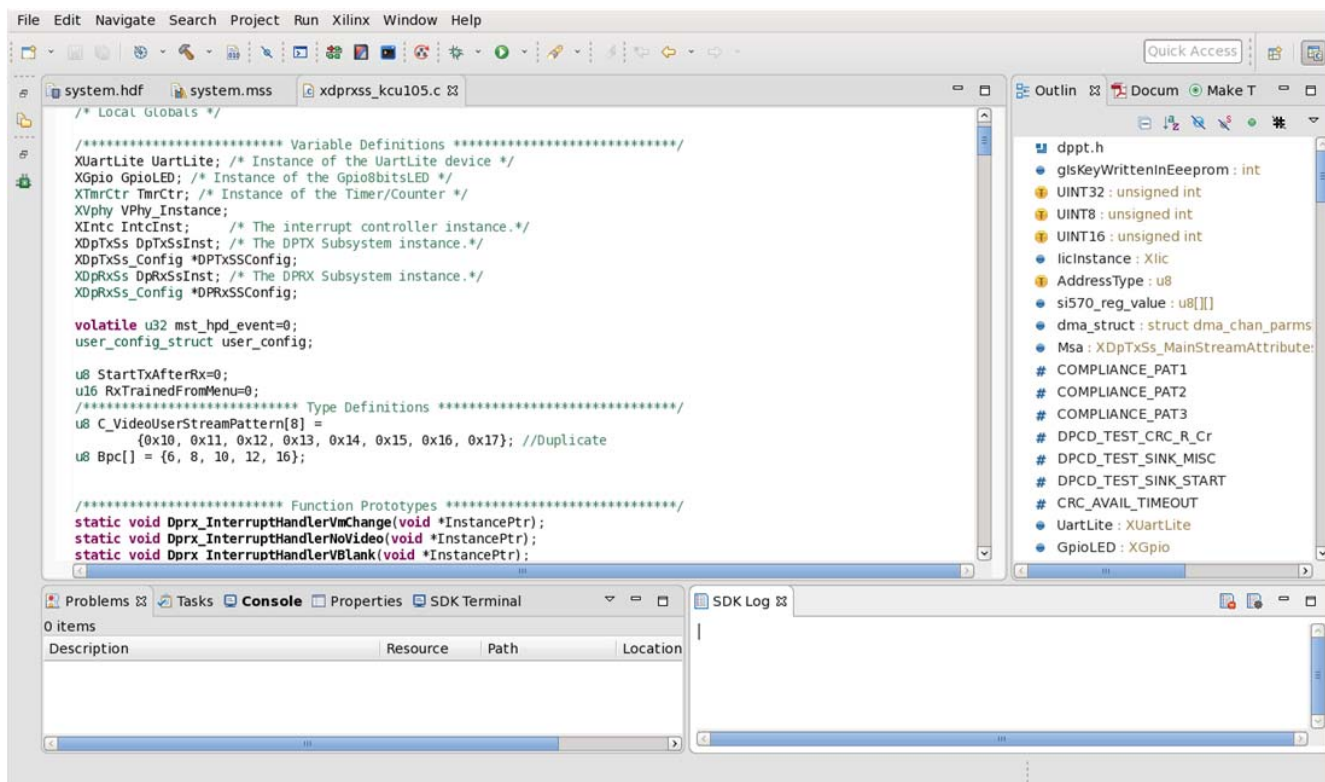 File Edit Navigate Search Project Run Xilinx Window Help
Quick Access
system.hdf system.mss xdprxss_kcu105.c
/* Local Globals */
/************************** Variable Definitions ****************************/
XUartLite UartLite; /* Instance of the UartLite device */
XGpio GpioLED; /* Instance of the Gpio8bitsLED */
XTmrCtr TmrCtr; /* Instance of the Timer/Counter */
XVphy VPhy_Instance;
XIntc IntcInst; /* The interrupt controller instance.*/
XDpTxSs DpTxSsInst; /* The DPTX Subsystem instance.*/
XDpTxSs_Config *DPTxSSConfig;
XDpRxSs DpRxSsInst; /* The DPRX Subsystem instance.*/
XDpRxSs_Config *DPRxSSConfig;
volatile u32 mst_hpd_event=0;
user_config_struct user_config;
u8 StartTxAfterRx=0;
u16 RxTrainedFromMenu=0;
/**************************** Type Definitions ******************************/
u8 C_VideoUserStreamPattern[8] =
{0x10, 0x11, 0x12, 0x13, 0x14, 0x15, 0x16, 0x17}; //Duplicate
u8 Bpc[] = {6, 8, 10, 12, 16};
/************************** Function Prototypes *****************************/
static void Dprx_InterruptHandlerVmChange(void *InstancePtr);
static void Dprx_InterruptHandlerNoVideo(void *InstancePtr);
static void Dprx_InterruptHandlerVBlank(void *InstancePtr);
Outlin Docum Make T
dppt.h
gIsKeyWrittenInEeeprom : int
UINT32 : unsigned int
UINT8 : unsigned int
UINT16 : unsigned int
IicInstance : XIic
AddressType : u8
si570_reg_value : u8[][]
dma_struct : struct dma_chan_parms
Msa : XDpTxSs_MainStreamAttribute
# COMPLIANCE_PAT1
# COMPLIANCE_PAT2
# COMPLIANCE_PAT3
# DPCD_TEST_CRC_R_Cr
# DPCD_TEST_SINK_MISC
# DPCD_TEST_SINK_START
# CRC_AVAIL_TIMEOUT
UartLite : XUartLite
GpioLED : XGpio
Problems Tasks Console Properties SDK Terminal
0 items
Description Resource Path Location
SDK Log